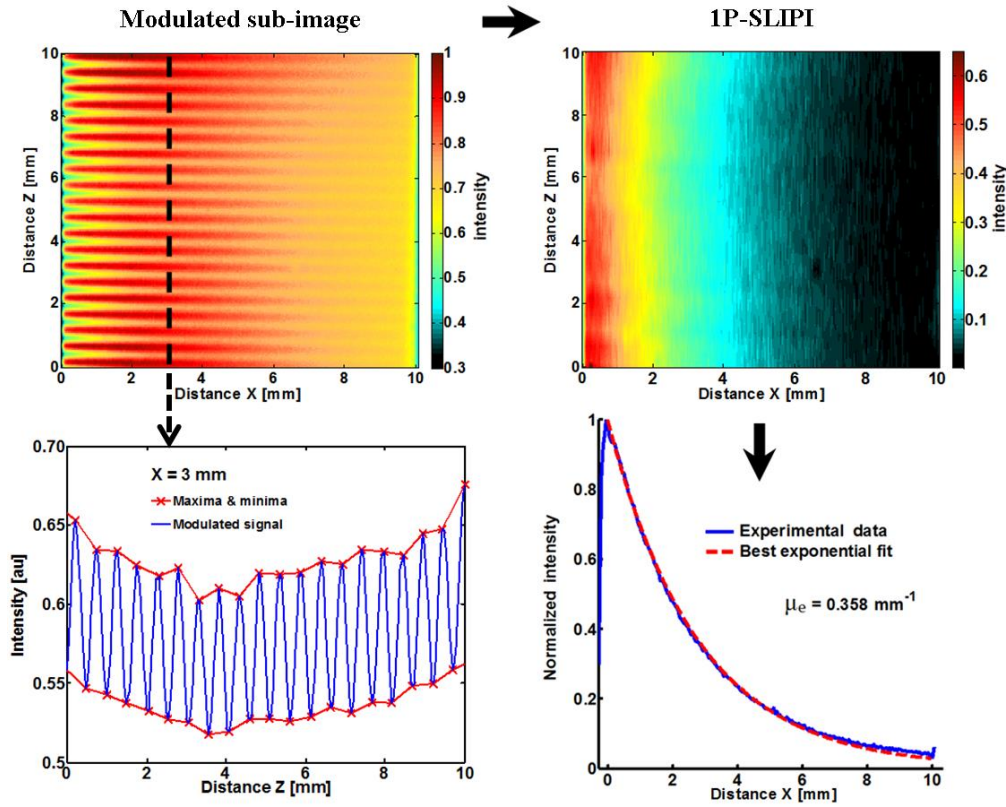 Modulated sub-image
1P-SLIPI
10
8
6
4
2
0
Distance Z [mm]
0 2 4 6 8 10
Distance X [mm]
1
0.9
0.8
0.7
0.6
0.5
0.4
0.3
intensity
10
8
6
4
2
0
Distance Z [mm]
0 2 4 6 8 10
Distance X [mm]
0.6
0.5
0.4
0.3
0.2
0.1
intensity
0.70
0.65
0.6
0.55
0.5
Intensity [au]
X = 3 mm
Maxima & minima
Modulated signal
0 2 4 6 8 10
Distance Z [mm]
1
0.8
0.6
0.4
0.2
0
Normalized intensity
Experimental data
Best exponential fit
μe = 0.358 mm⁻¹
0 2 4 6 8 10
Distance X [mm]